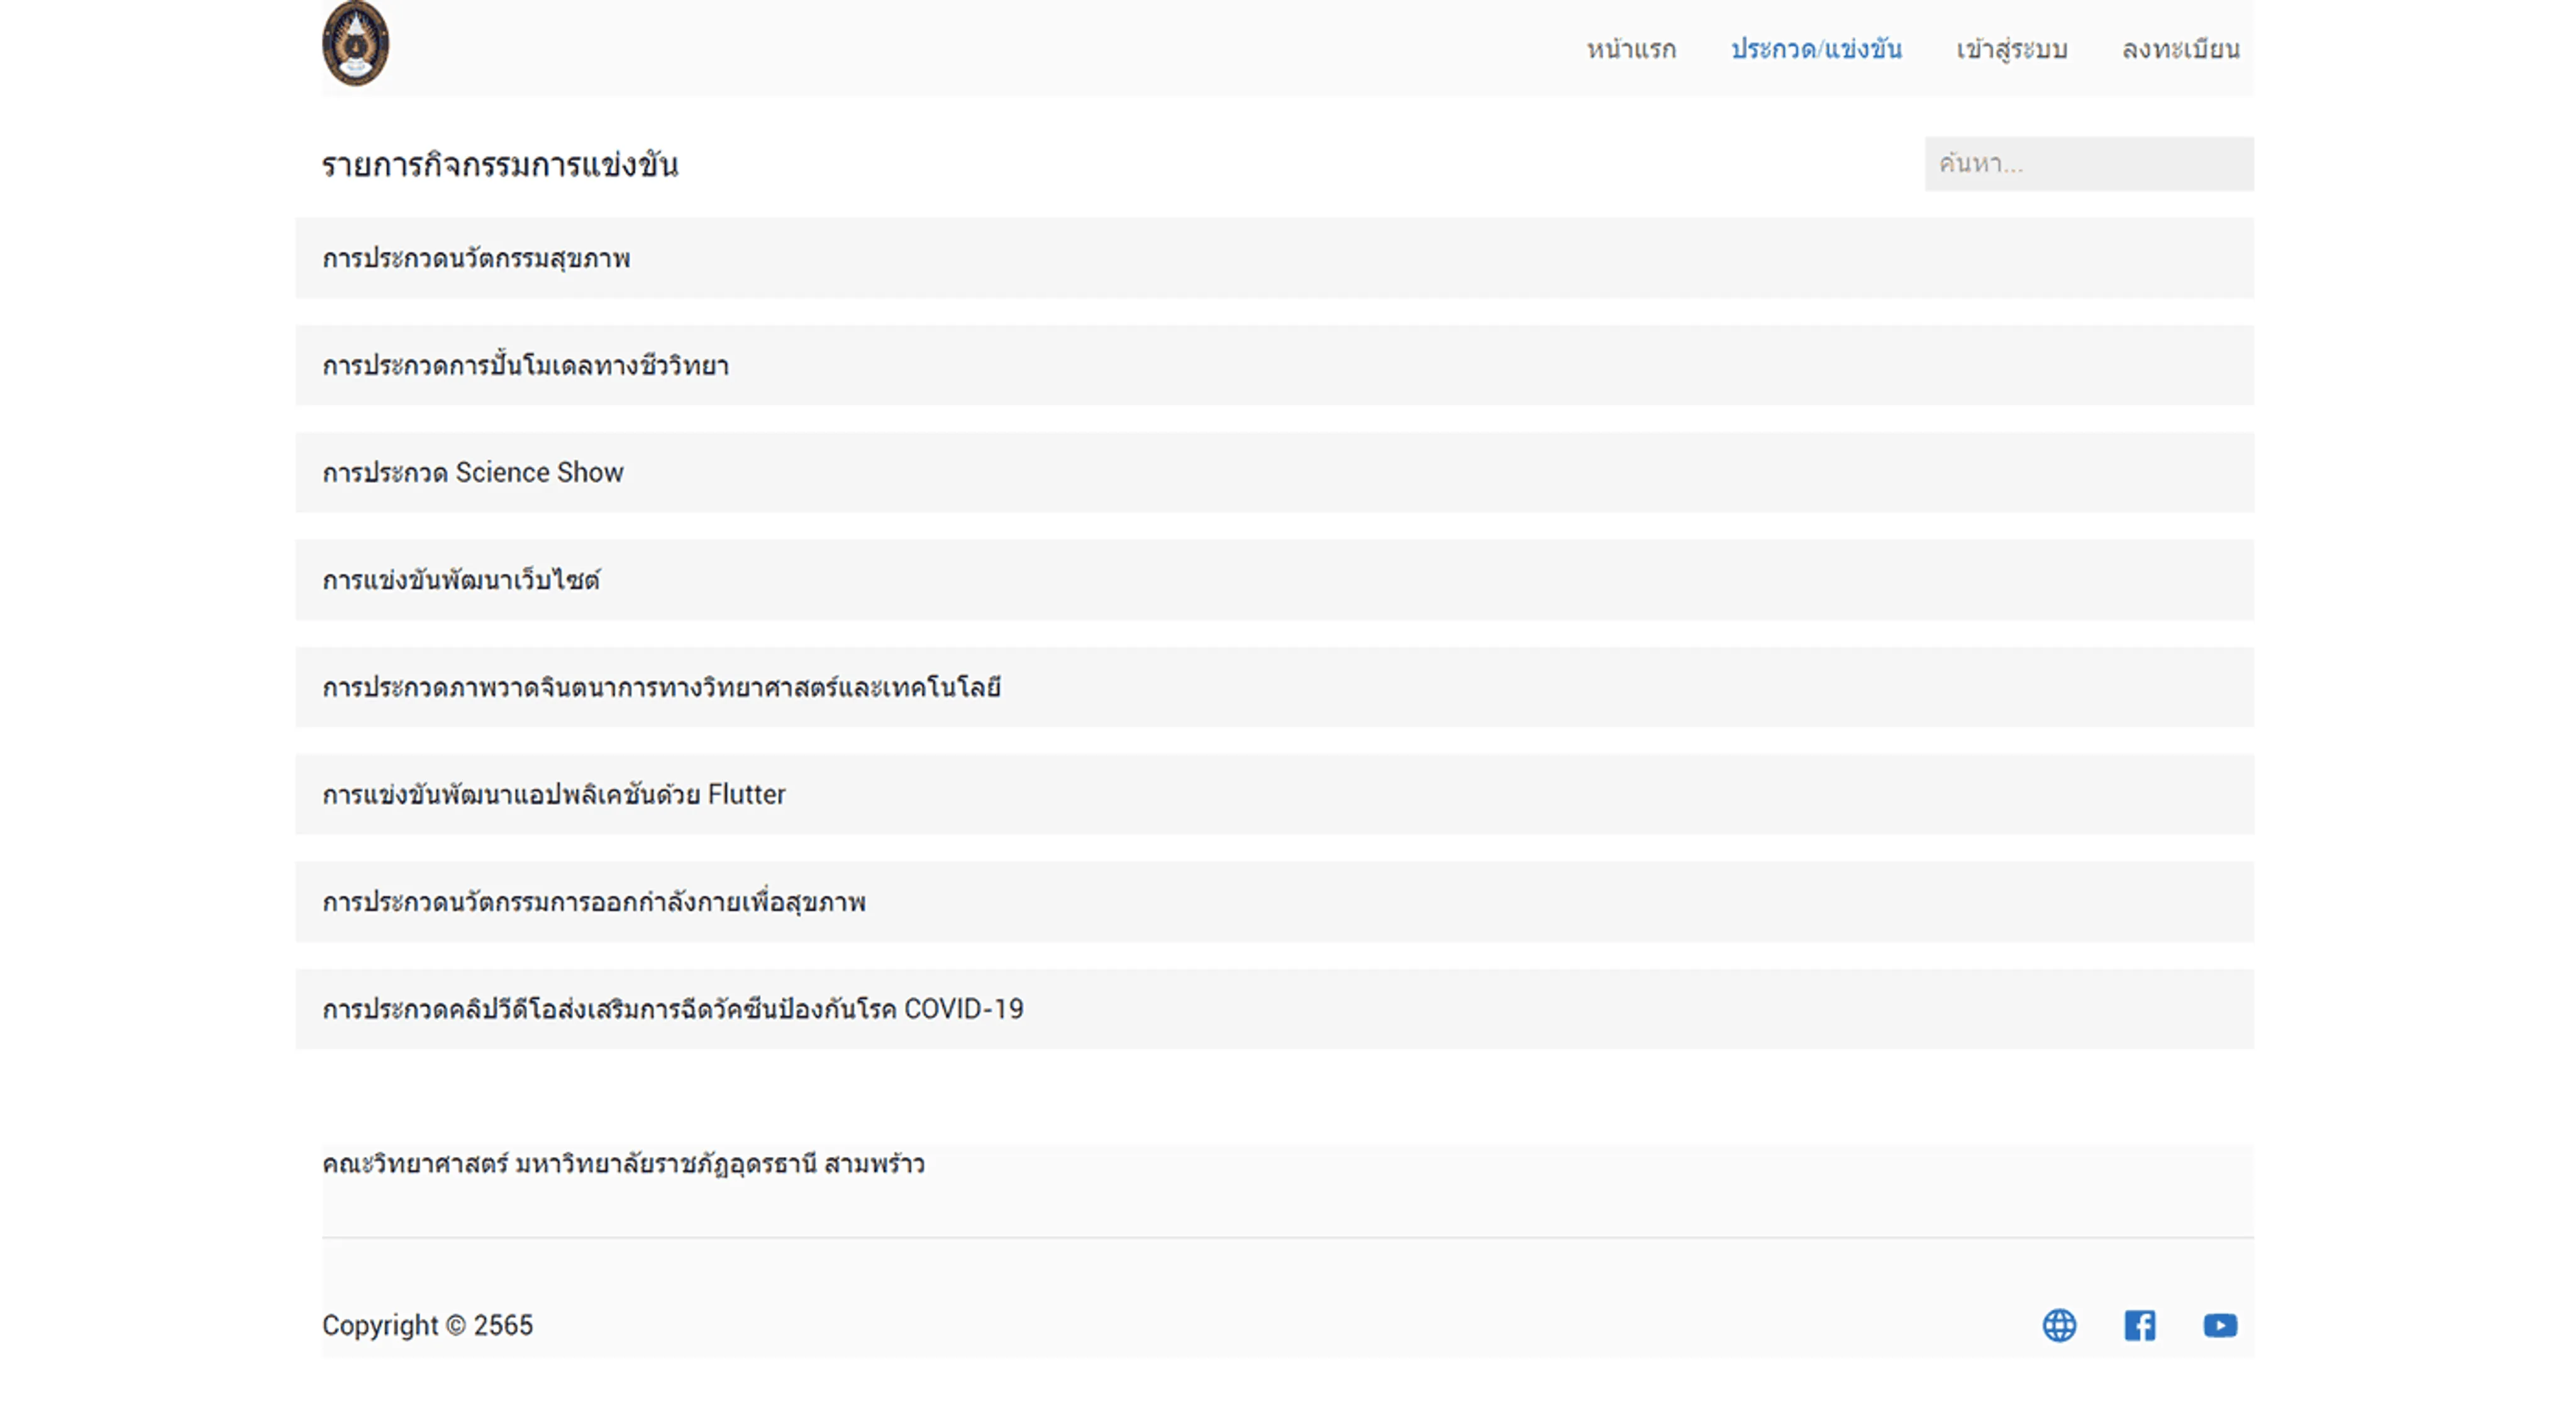 หน้าแรก ประกวด/แข่งขัน เข้าสู่ระบบ ลงทะเบียน
รายการกิจกรรมการแข่งขัน ค้นหา...
การประกวดนวัตกรรมสุขภาพ
การประกวดการปั้นโมเดลทางชีววิทยา
การประกวด Science Show
การแข่งขันพัฒนาเว็บไซต์
การประกวดภาพวาดจินตนาการทางวิทยาศาสตร์และเทคโนโลยี
การแข่งขันพัฒนาแอปพลิเคชันด้วย Flutter
การประกวดนวัตกรรมการออกกำลังกายเพื่อสุขภาพ
การประกวดคลิปวีดีโอส่งเสริมการฉีดวัคซีนป้องกันโรค COVID-19
คณะวิทยาศาสตร์ มหาวิทยาลัยราชภัฏอุดรธานี สามพร้าว
Copyright © 2565